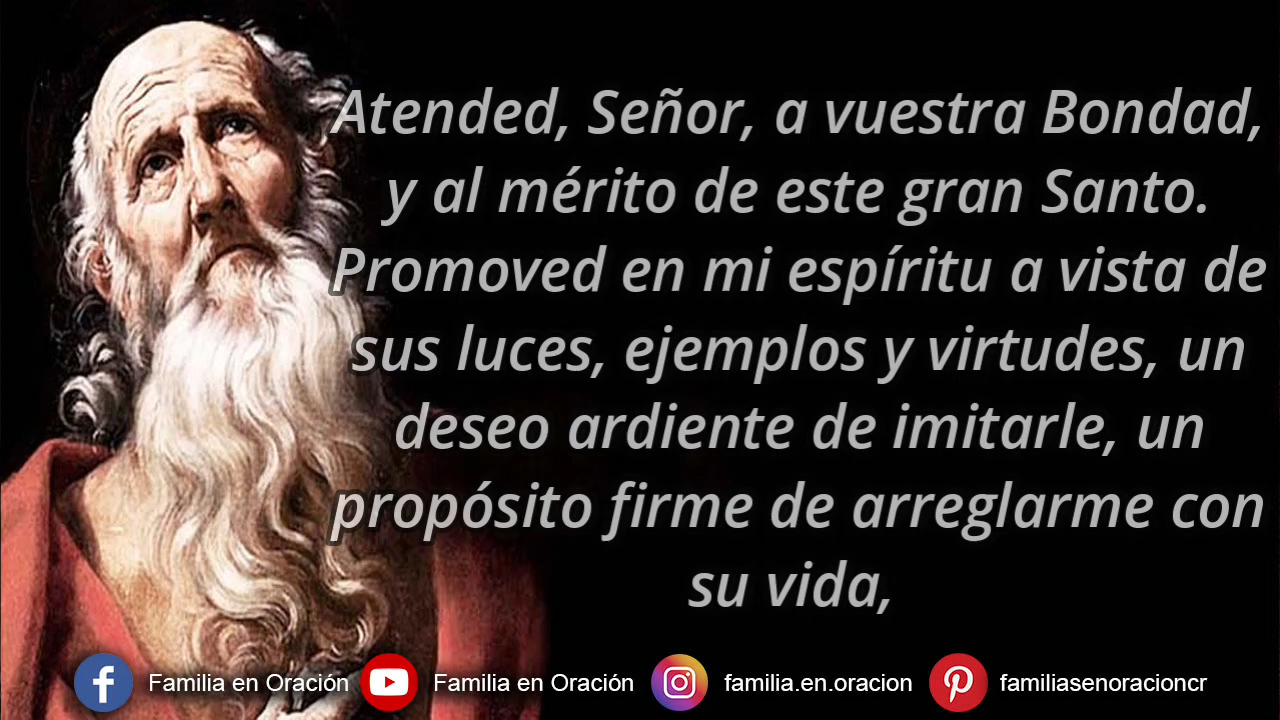 Atended, Señor, a vuestra Bondad,
y al mérito de este gran Santo.
Promoved en mi espíritu a vista de
sus luces, ejemplos y virtudes, un
deseo ardiente de imitarle, un
propósito firme de arreglarme con
su vida,
Familia en Oración Familia en Oración familia.en.oracion familiasenoracioncr